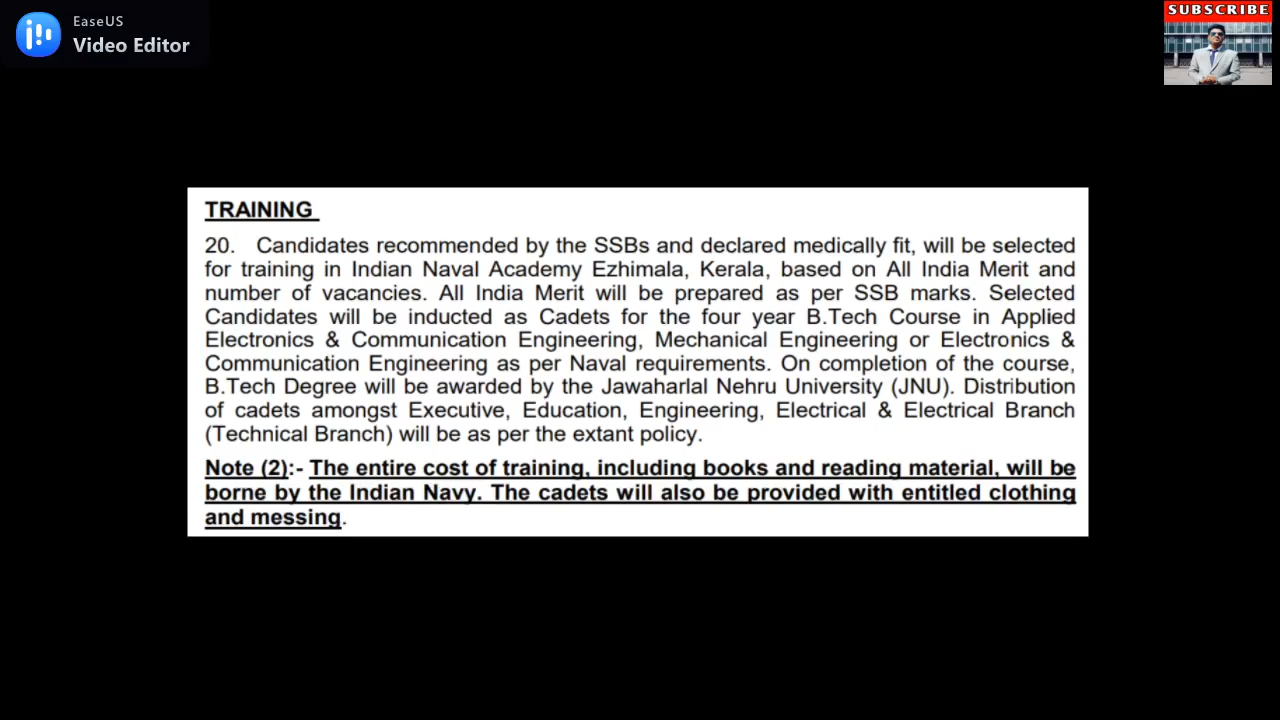 EaseUS
Video Editor
SUBSCRIBE
TRAINING
20. Candidates recommended by the SSBs and declared medically fit, will be selected
for training in Indian Naval Academy Ezhimala, Kerala, based on All India Merit and
number of vacancies. All India Merit will be prepared as per SSB marks. Selected
Candidates will be inducted as Cadets for the four year B.Tech Course in Applied
Electronics & Communication Engineering, Mechanical Engineering or Electronics &
Communication Engineering as per Naval requirements. On completion of the course,
B.Tech Degree will be awarded by the Jawaharlal Nehru University (JNU). Distribution
of cadets amongst Executive, Education, Engineering, Electrical & Electrical Branch
(Technical Branch) will be as per the extant policy.
Note (2):- The entire cost of training, including books and reading material, will be
borne by the Indian Navy. The cadets will also be provided with entitled clothing
and messing.